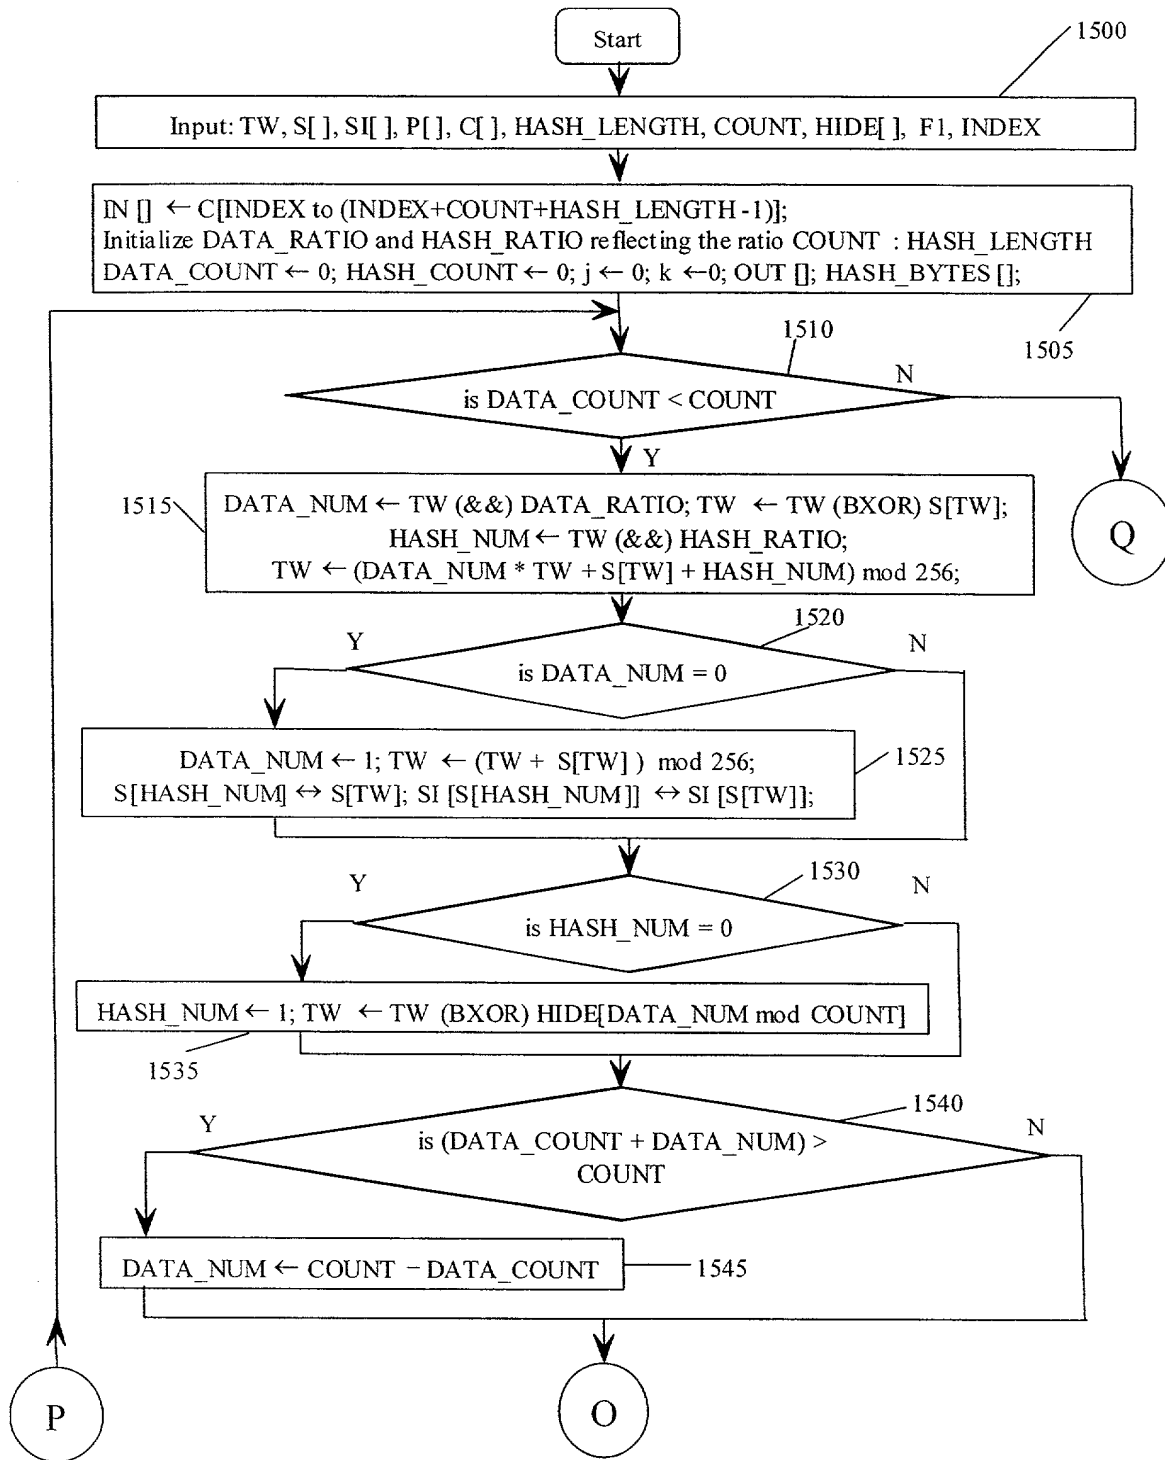 Start
1500
Input: TW, S[ ], SI[ ], P[ ], C[ ], HASH_LENGTH, COUNT, HIDE[ ], F1, INDEX
IN [] ← C[INDEX to (INDEX+COUNT+HASH_LENGTH -1)];
Initialize DATA_RATIO and HASH_RATIO reflecting the ratio COUNT : HASH_LENGTH
DATA_COUNT ← 0; HASH_COUNT ← 0; j ← 0; k ←0; OUT []; HASH_BYTES [];
1505
1510
is DATA_COUNT < COUNT
N
Y
1515
DATA_NUM ← TW (&&) DATA_RATIO; TW ← TW (BXOR) S[TW];
HASH_NUM ← TW (&&) HASH_RATIO;
TW ← (DATA_NUM * TW + S[TW] + HASH_NUM) mod 256;
Q
1520
Y
N
is DATA_NUM = 0
DATA_NUM ← 1; TW ← (TW + S[TW] ) mod 256;
S[HASH_NUM] ↔ S[TW]; SI [S[HASH_NUM]] ↔ SI [S[TW]];
1525
1530
Y
N
is HASH_NUM = 0
HASH_NUM ← 1; TW ← TW (BXOR) HIDE[DATA_NUM mod COUNT]
1535
1540
Y
N
is (DATA_COUNT + DATA_NUM) >
COUNT
DATA_NUM ← COUNT − DATA_COUNT
1545
P
O